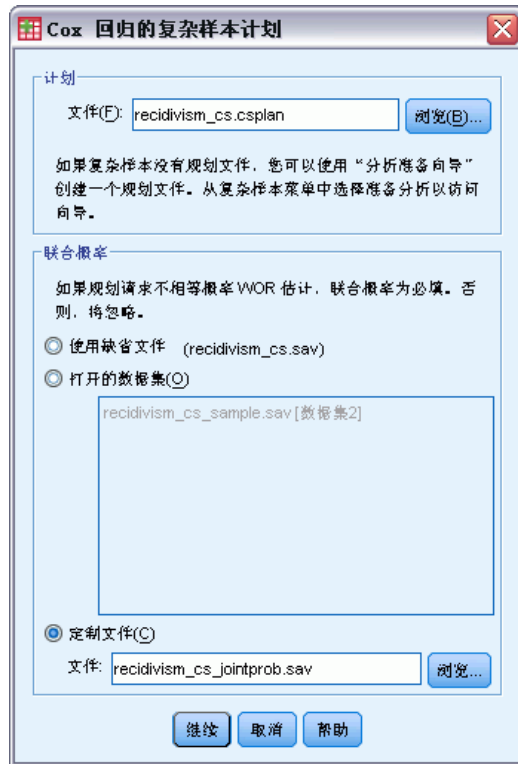 Cox 回归的复杂样本计划
计划
文件(F): recidivism_cs.csplan 浏览(B)...
如果复杂样本没有规划文件，您可以使用“分析准备向导”
创建一个规划文件。从复杂样本菜单中选择准备分析以访问
向导。
联合概率
如果规划请求不相等概率 WOR 估计，联合概率为必填。否
则，将忽略。
使用缺省文件 (recidivism_cs.sav)
打开的数据集(O)
recidivism_cs_sample.sav [数据集2]
定制文件(C)
文件: recidivism_cs_jointprob.sav 浏览...
继续 取消 帮助